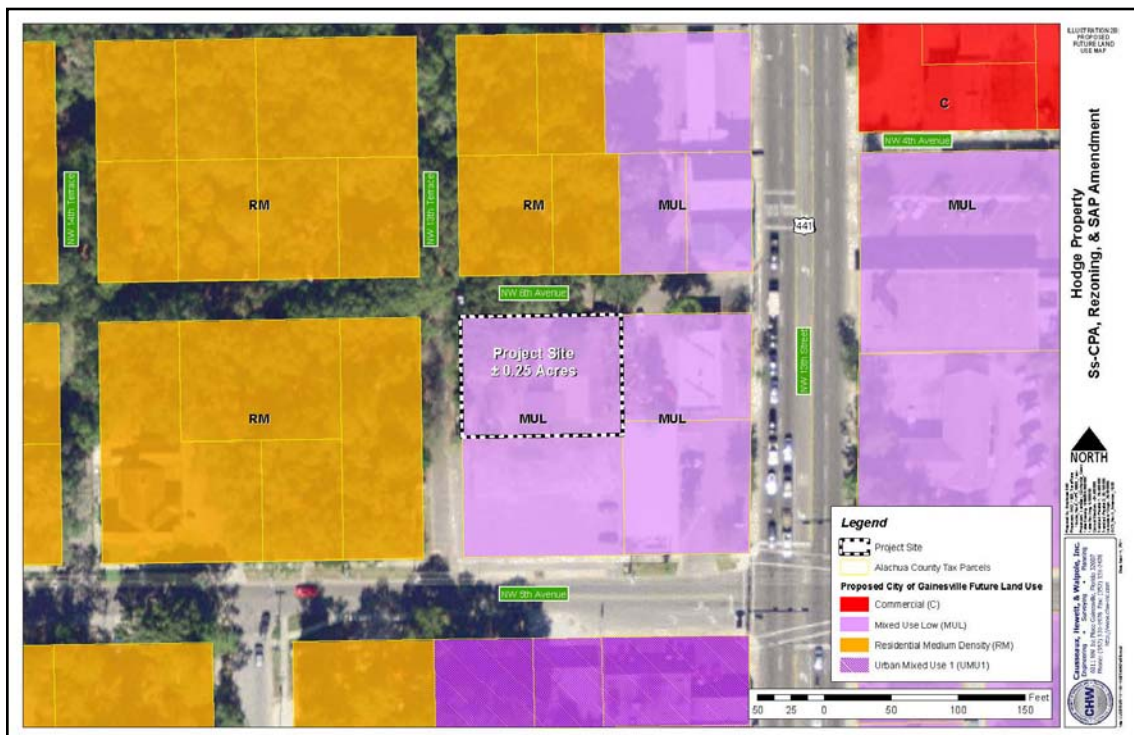 ILLUSTRATION 2B:
PROPOSED
FUTURE LAND
USE MAP
Hodge Property
Ss-CPA, Rezoning, & SAP Amendment
NORTH
Causseaux, Hewett, & Walpole, Inc.
Engineering • Surveying • Planning
CHW
C
NW 4th Avenue
NW 14th Terrace
RM
NW 13th Terrace
RM
MUL
441
MUL
NW 6th Avenue
Project Site
± 0.25 Acres
MUL
MUL
RM
NW 13th Street
NW 5th Avenue
Legend
Project Site
Alachua County Tax Parcels
Proposed City of Gainesville Future Land Use
Commercial (C)
Mixed Use Low (MUL)
Residential Medium Density (RM)
Urban Mixed Use 1 (UMU1)
50 25 0 50 100 150 Feet